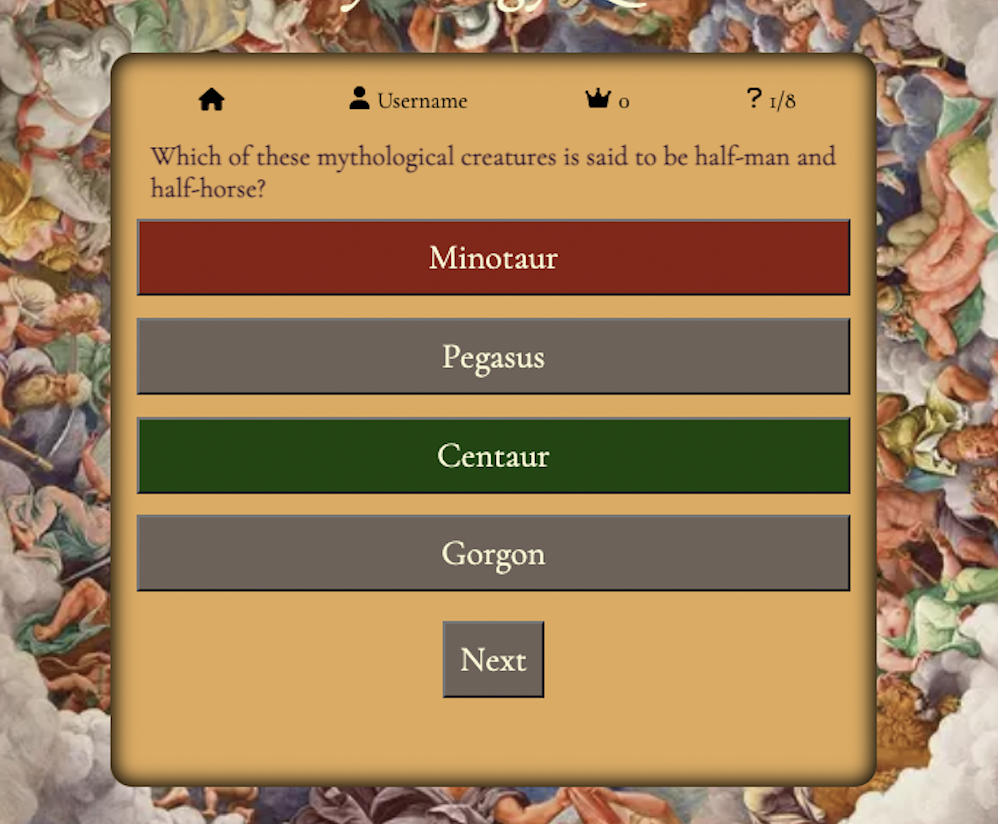 Username
0
? 1/8
Which of these mythological creatures is said to be half-man and
half-horse?
Minotaur
Pegasus
Centaur
Gorgon
Next